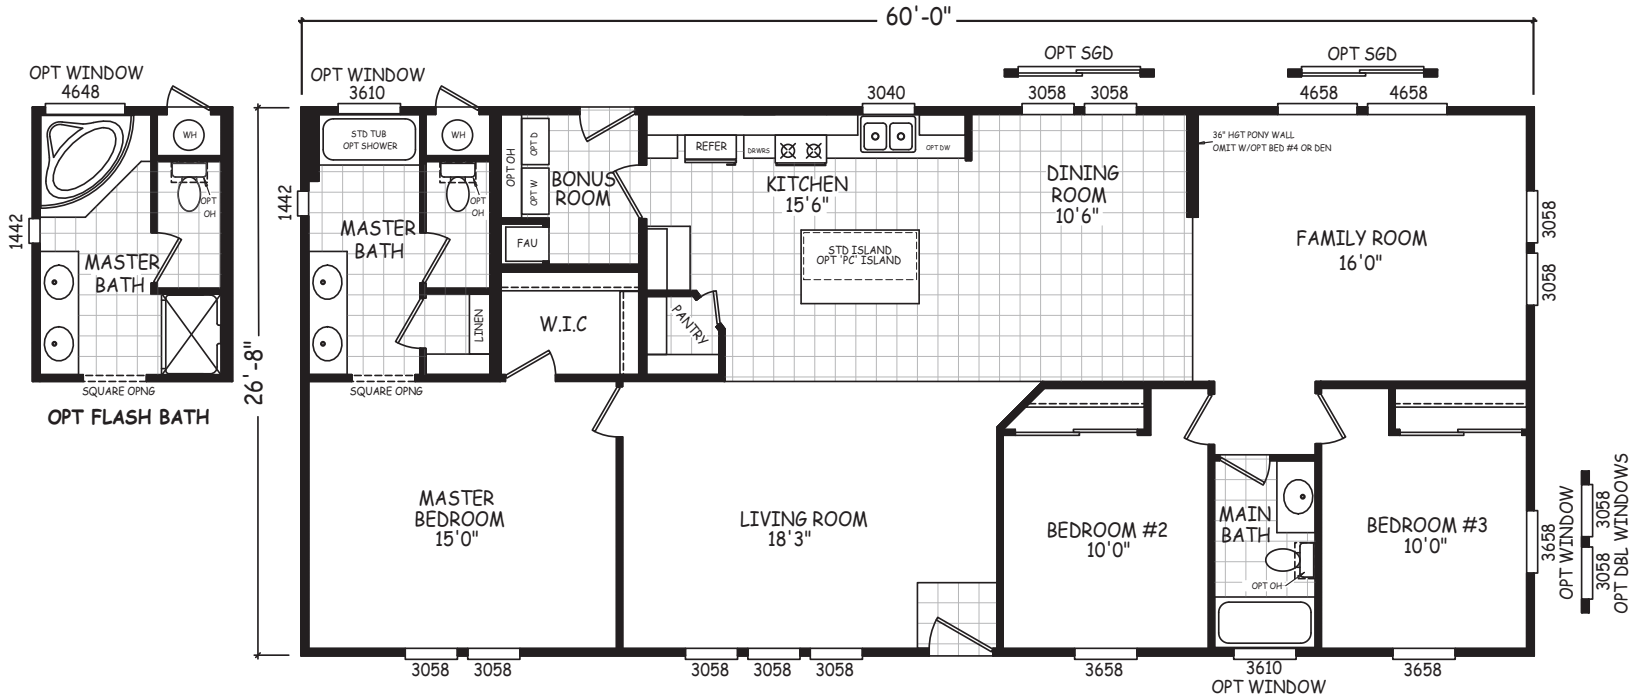 60'-0"
OPT SGD
OPT SGD
OPT WINDOW
4648
OPT WINDOW
3610
3040
3058
3058
4658
4658
WH
STD TUB
OPT SHOWER
WH
OPT OH
OPT D
OPT W
BONUS
ROOM
FAU
REFER
DRWRS
OPT DW
KITCHEN
15'6"
DINING
ROOM
10'6"
36" HGT PONY WALL
OMIT W/OPT BED #4 OR DEN
OPT
OH
1442
MASTER
BATH
1442
OPT
OH
MASTER
BATH
STD ISLAND
OPT 'PC' ISLAND
FAMILY ROOM
16'0"
3058
3058
LINEN
W.I.C
PANTRY
SQUARE OPNG
OPT FLASH BATH
26'-8"
SQUARE OPNG
MASTER
BEDROOM
15'0"
LIVING ROOM
18'3"
BEDROOM #2
10'0"
MAIN
BATH
OPT OH
BEDROOM #3
10'0"
3658
OPT WINDOW
3058
3058
OPT DBL WINDOWS
3058
3058
3058
3058
3058
3658
3610
OPT WINDOW
3658